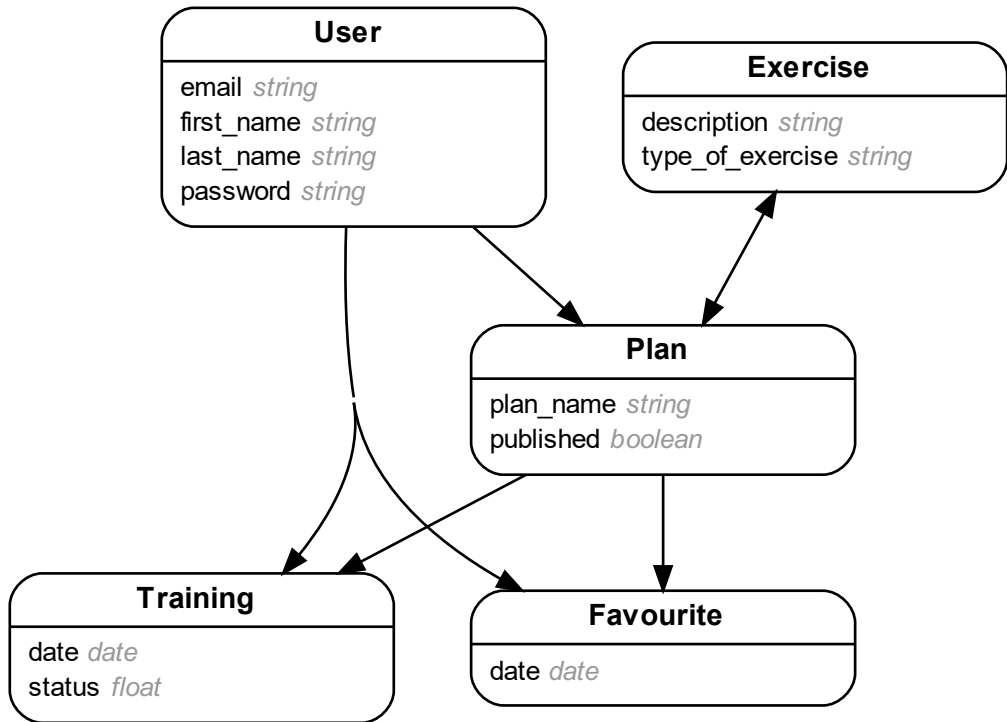 User
email string
first_name string
last_name string
password string
Exercise
description string
type_of_exercise string
Plan
plan_name string
published boolean
Training
date date
status float
Favourite
date date